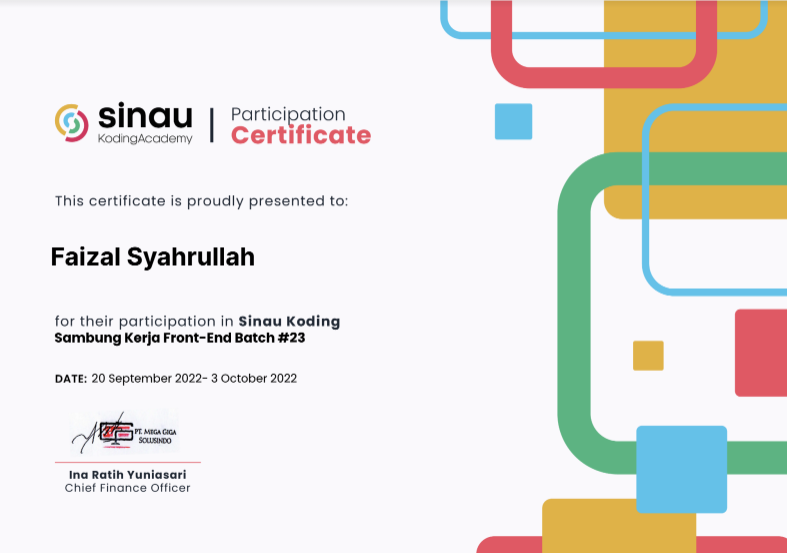 sinau
KodingAcademy
Participation
Certificate
This certificate is proudly presented to:
Faizal Syahrullah
for their participation in Sinau Koding
Sambung Kerja Front-End Batch #23
DATE: 20 September 2022- 3 October 2022
PT. MEGA GIGA
SOLUSINDO
Ina Ratih Yuniasari
Chief Finance Officer